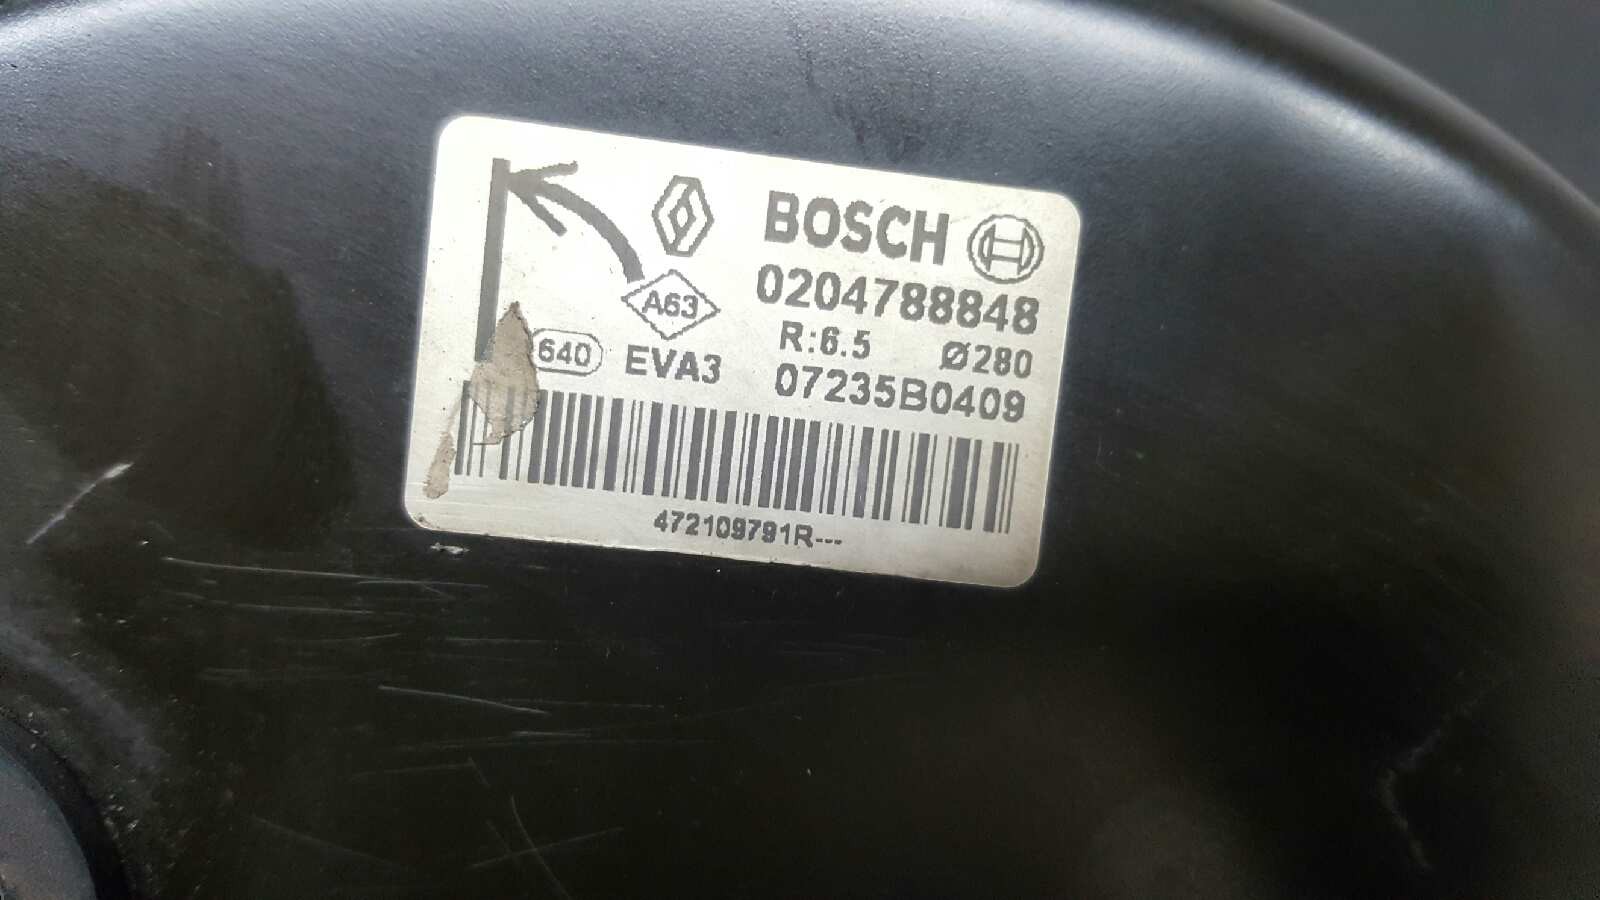 BOSCH
0204788848
A63
R:6.5 Ø280
640 EVA3 07235B0409
472109791R---